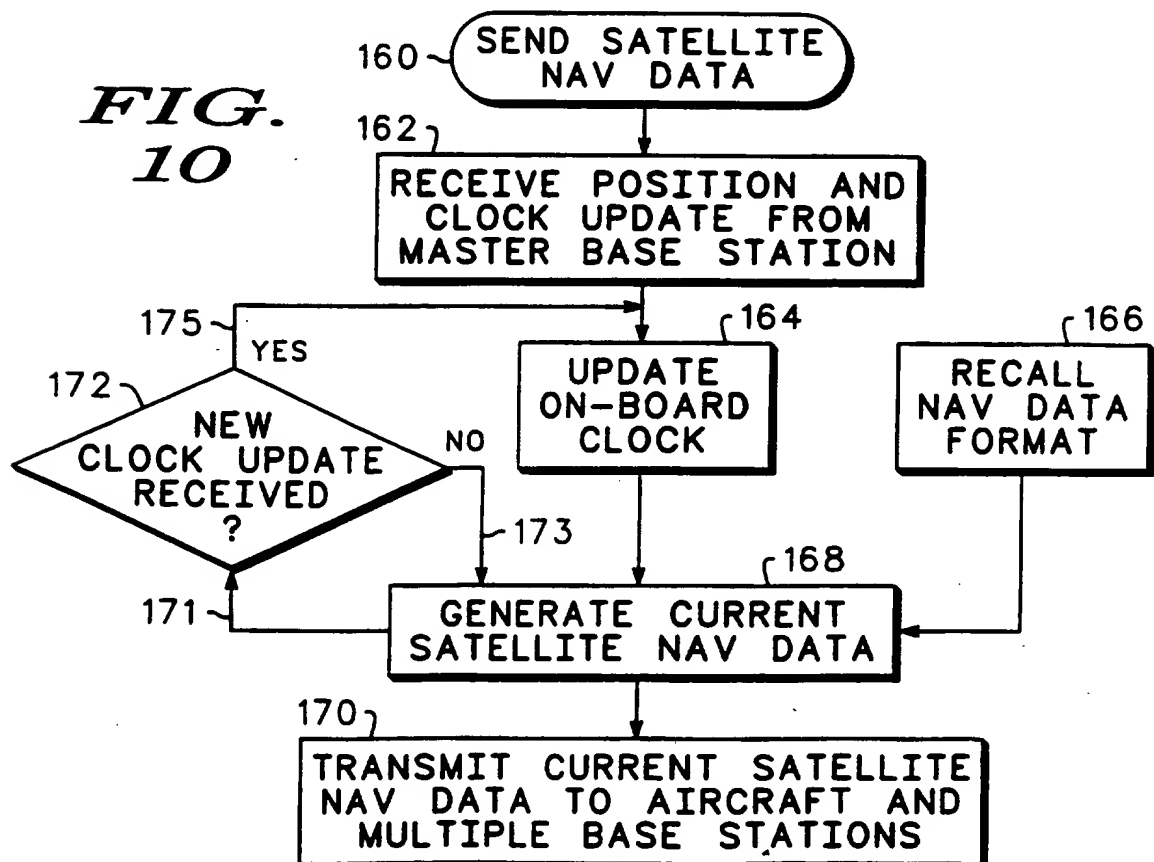 FIG.
10
160
SEND SATELLITE
NAV DATA
162
RECEIVE POSITION AND
CLOCK UPDATE FROM
MASTER BASE STATION
175
YES
164
UPDATE
ON-BOARD
CLOCK
166
RECALL
NAV DATA
FORMAT
172
NEW
CLOCK UPDATE
RECEIVED
?
NO
173
171
168
GENERATE CURRENT
SATELLITE NAV DATA
170
TRANSMIT CURRENT SATELLITE
NAV DATA TO AIRCRAFT AND
MULTIPLE BASE STATIONS